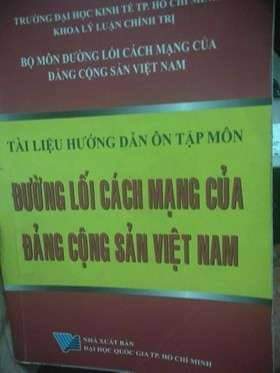 TRƯỜNG ĐẠI HỌC KINH TẾ TP. HỒ CHÍ MINH
KHOA LÝ LUẬN CHÍNH TRỊ
BỘ MÔN ĐƯỜNG LỐI CÁCH MẠNG CỦA
ĐẢNG CỘNG SẢN VIỆT NAM
TÀI LIỆU HƯỚNG DẪN ÔN TẬP MÔN
ĐƯỜNG LỐI CÁCH MẠNG CỦA
ĐẢNG CỘNG SẢN VIỆT NAM
NHÀ XUẤT BẢN
ĐẠI HỌC QUỐC GIA TP. HỒ CHÍ MINH